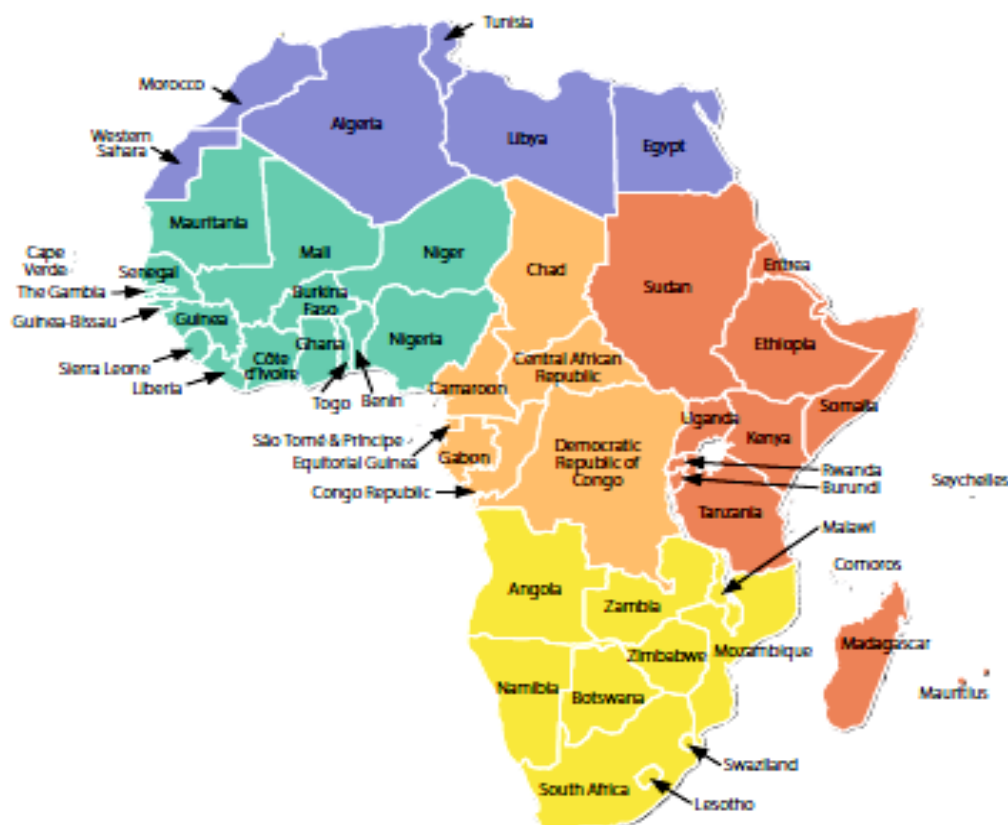 Tunisia
Morocco
Algeria
Libya
Egypt
Western
Sahara
Mauritania
Mali
Niger
Chad
Sudan
Eritrea
Cape
Verde
Senegal
The Gambia
Guinea-Bissau
Guinea
Burkina
Faso
Nigeria
Ghana
Côte
d'Ivoire
Sierra Leone
Liberia
Togo
Benin
Ethiopia
Central African
Republic
Camaroon
Somalia
Uganda
Kenya
São Tomé & Príncipe
Equitorial Guinea
Gabon
Congo Republic
Democratic
Republic of
Congo
Rwanda
Burundi
Seychelles
Tanzania
Malawi
Comoros
Angola
Zambia
Madagascar
Mozambique
Zimbabwe
Namibia
Botswana
Mauritius
Swaziland
South Africa
Lesotho